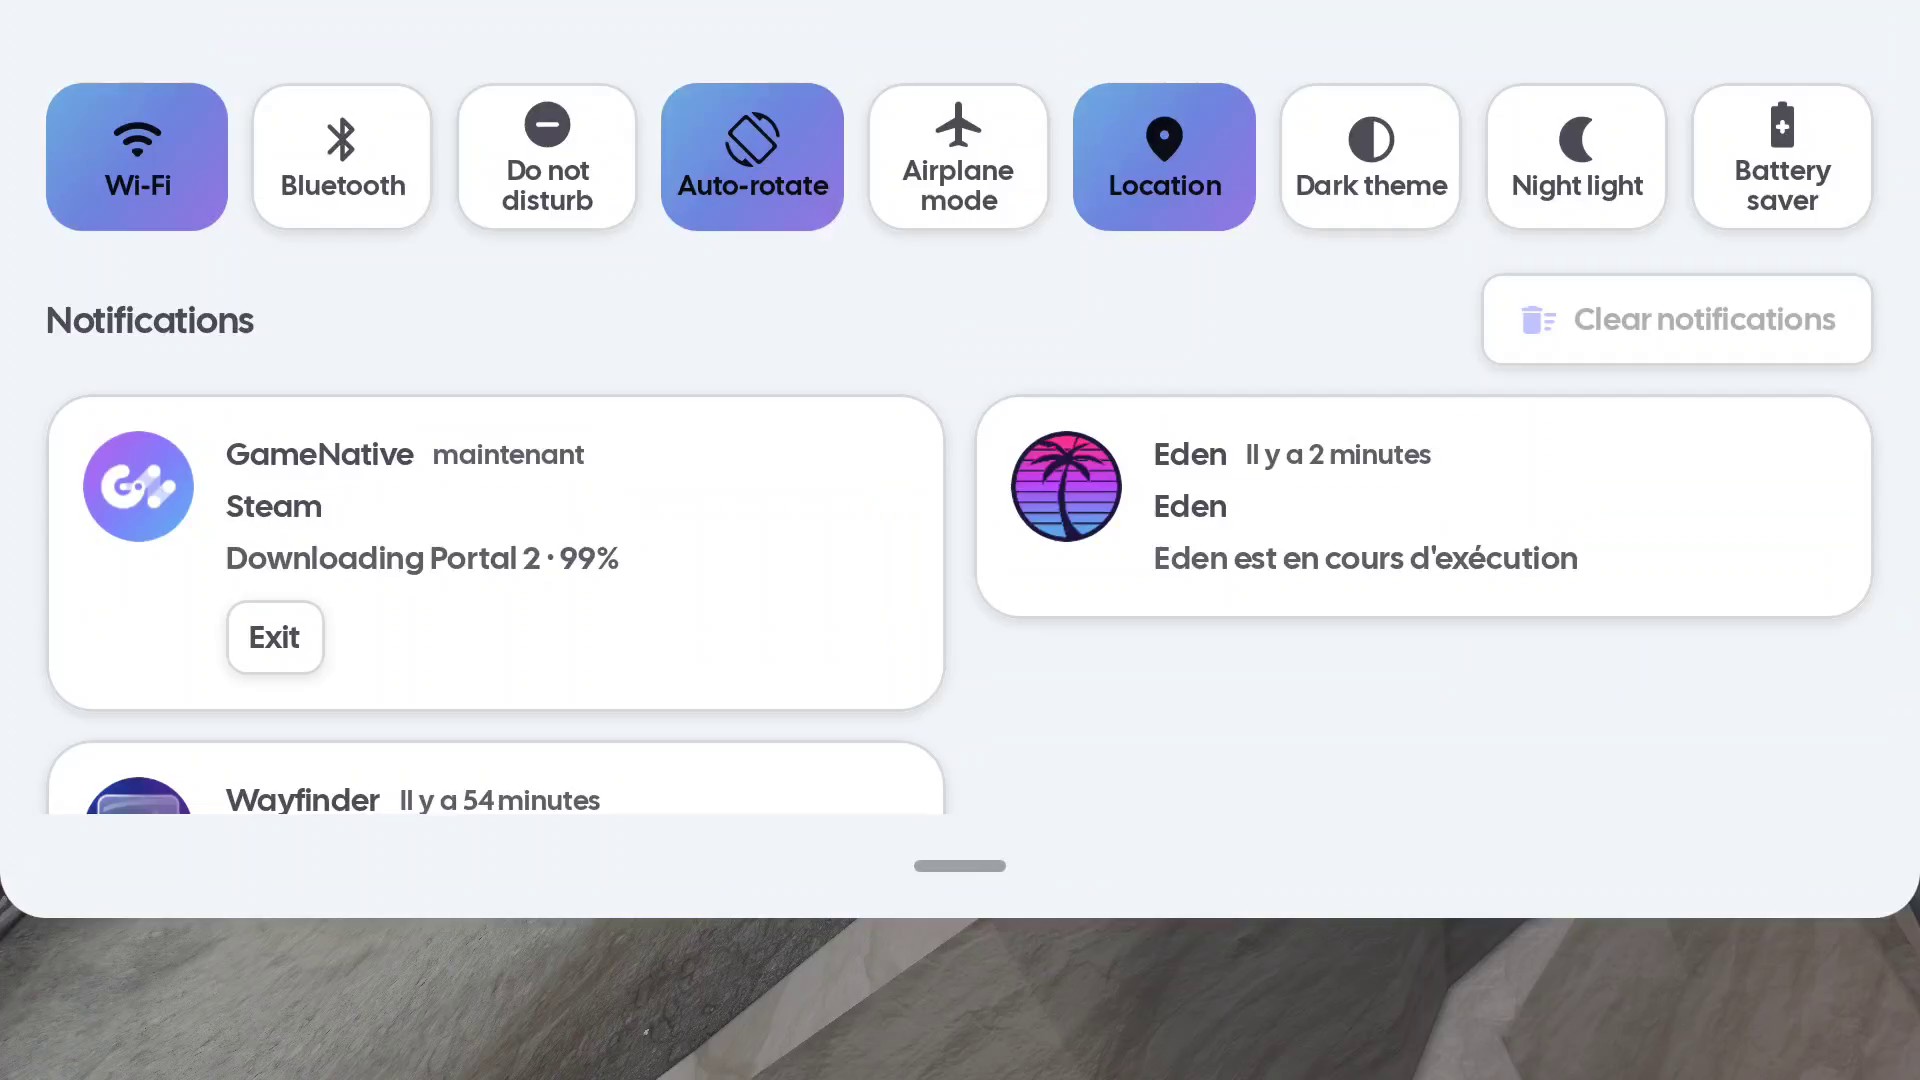 Wi-Fi
Bluetooth
Do not
disturb
Auto-rotate
Airplane
mode
Location
Dark theme
Night light
Battery
saver
Notifications
Clear notifications
GameNative maintenant
Steam
Downloading Portal 2 · 99%
Exit
Eden Il y a 2 minutes
Eden
Eden est en cours d'exécution
Wayfinder Il y a 54 minutes